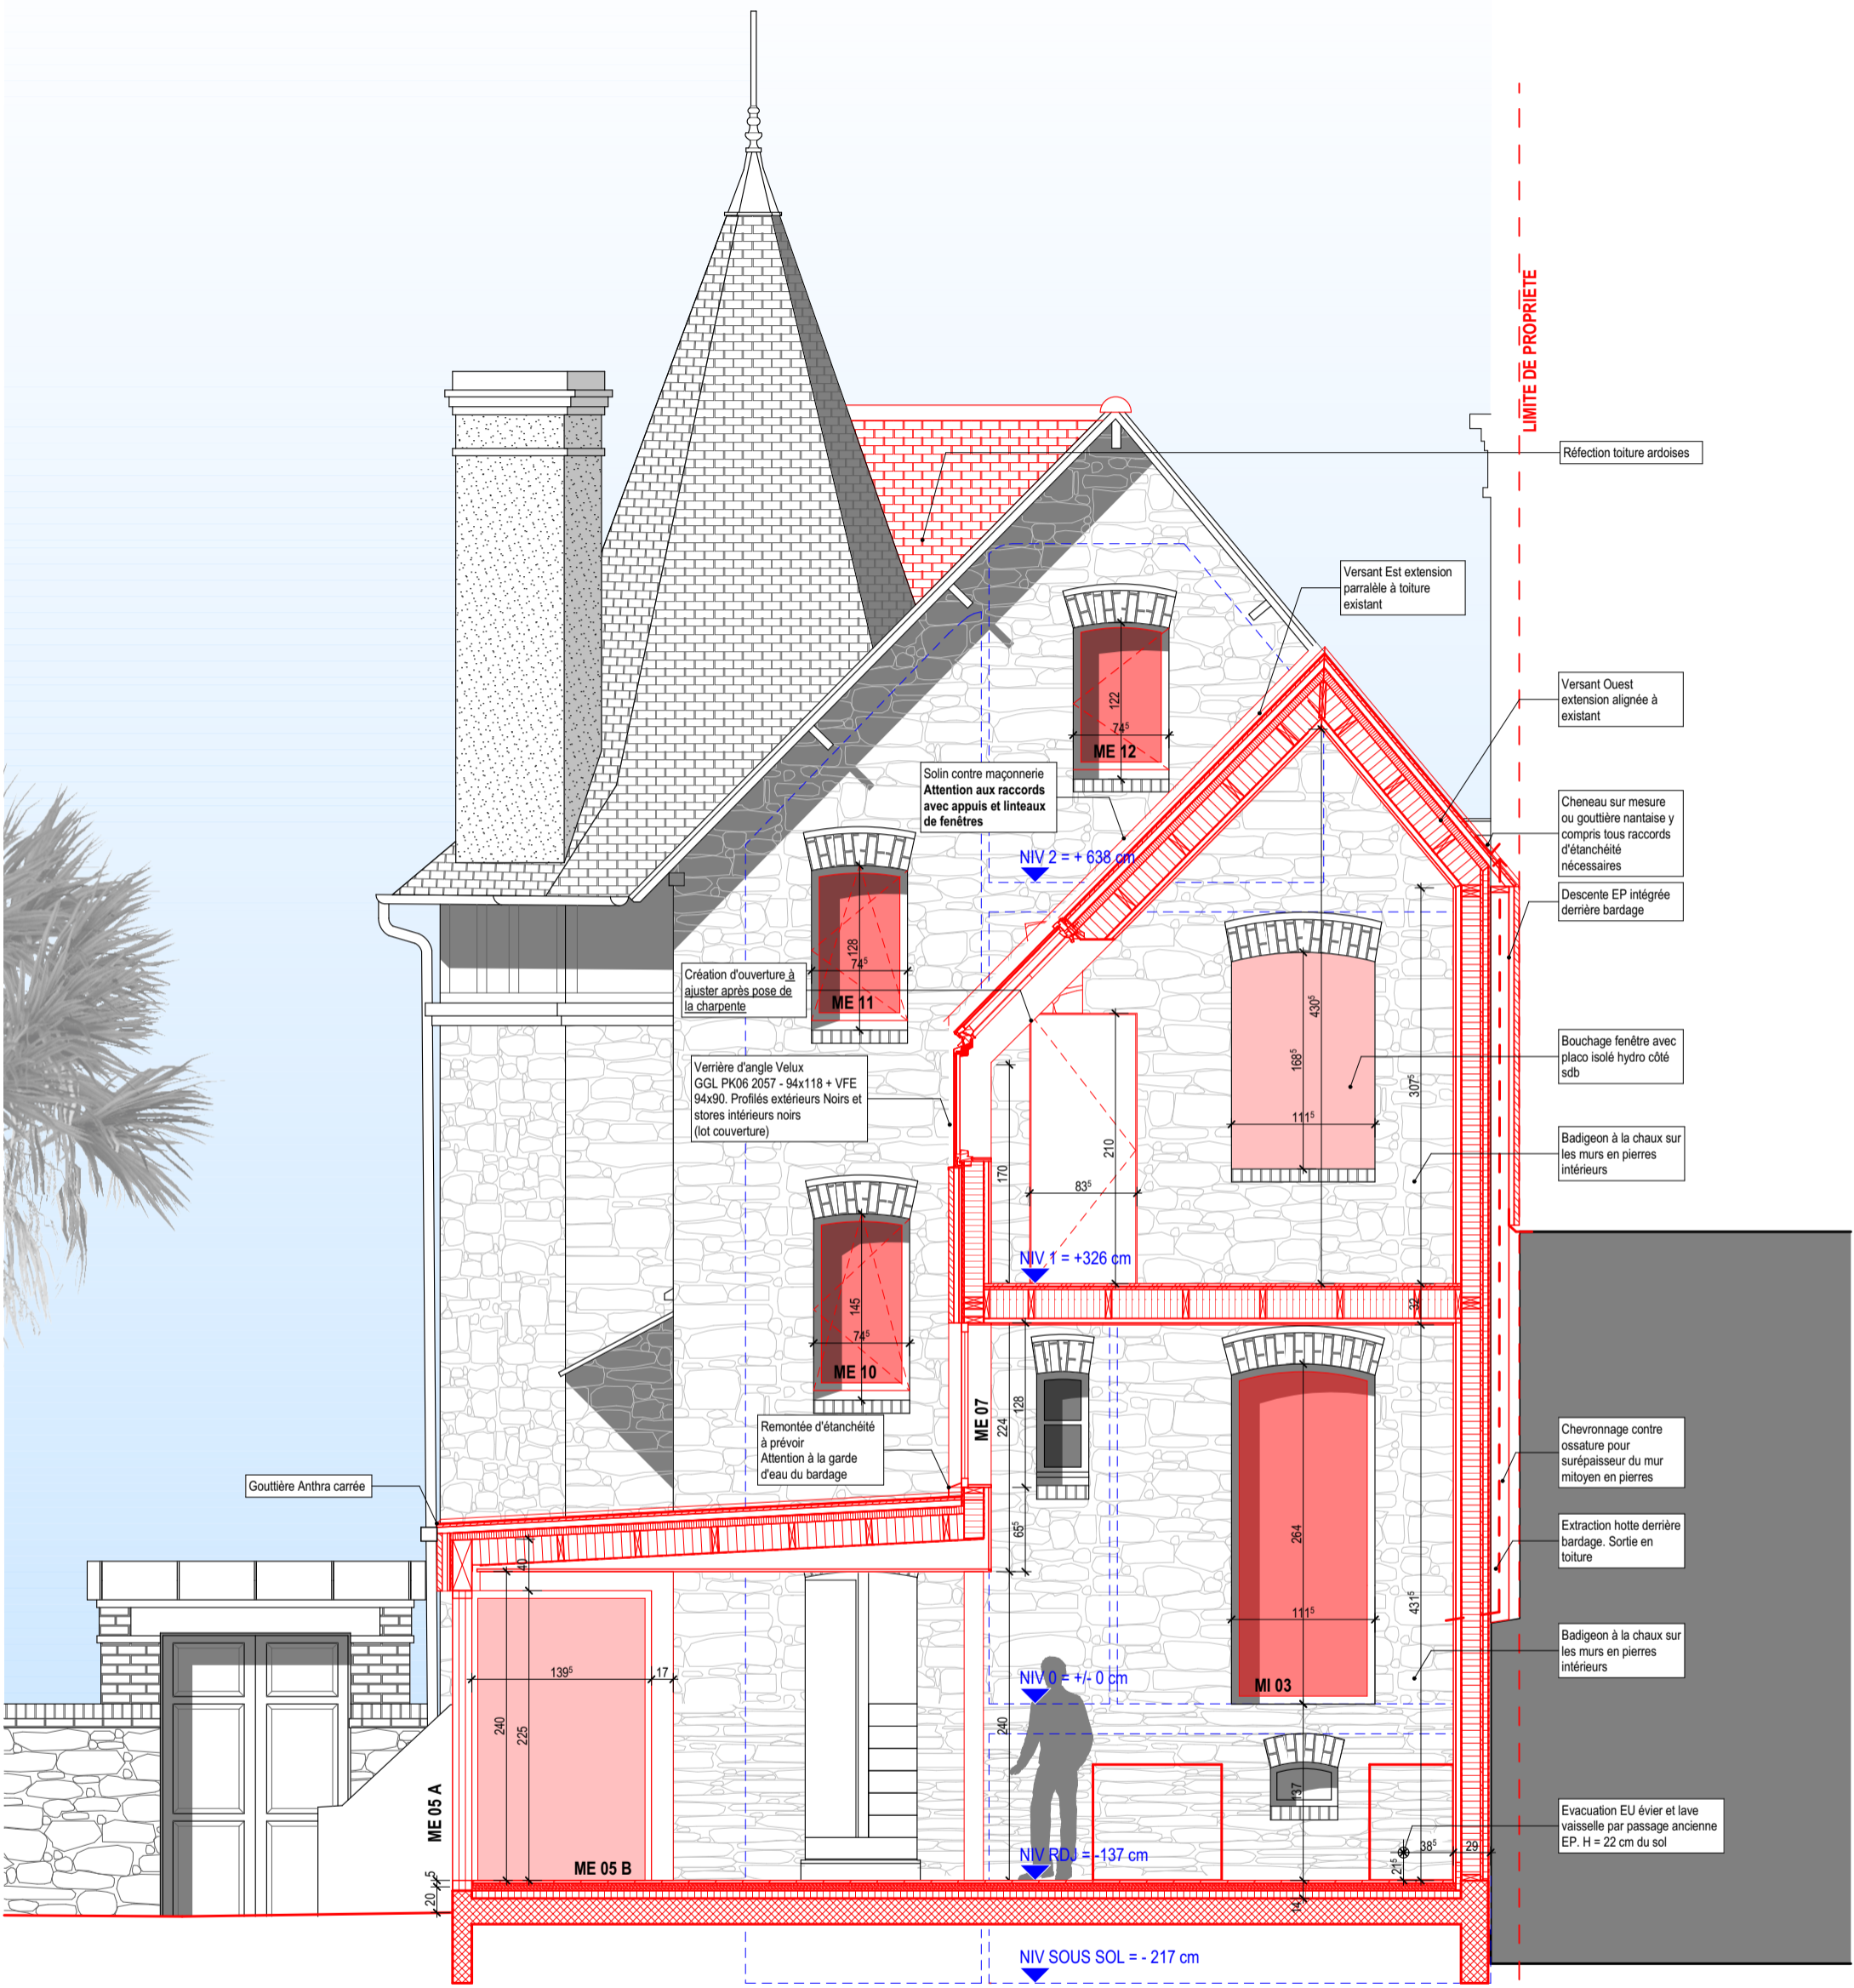 LIMITE DE PROPRIETE
Réfection toiture ardoises
Versant Est extension
parralèle à toiture
existant
Versant Ouest
extension alignée à
existant
122
74⁵
ME 12
Solin contre maçonnerie
Attention aux raccords
avec appuis et linteaux
de fenêtres
Cheneau sur mesure
ou gouttière nantaise y
compris tous raccords
d'étanchéité
nécessaires
NIV 2 = + 638 cm
Descente EP intégrée
derrière bardage
128
74⁵
ME 11
Création d'ouverture à
ajuster après pose de
la charpente
430⁵
168⁵
307⁵
111⁵
Bouchage fenêtre avec
placo isolé hydro côté
sdb
Verrière d'angle Velux
GGL PK06 2057 - 94x118 + VFE
94x90. Profilés extérieurs Noirs et
stores intérieurs noirs
(lot couverture)
170
210
83⁵
Badigeon à la chaux sur
les murs en pierres
intérieurs
NIV 1 = +326 cm
145
74⁵
ME 10
32
ME 07
224
128
65⁵
Remontée d'étanchéité
à prévoir
Attention à la garde
d'eau du bardage
Chevronnage contre
ossature pour
surépaisseur du mur
mitoyen en pierres
Gouttière Anthra carrée
264
431⁵
111⁵
MI 03
Extraction hotte derrière
bardage. Sortie en
toiture
40
139⁵
17
240
225
NIV 0 = +/- 0 cm
240
Badigeon à la chaux sur
les murs en pierres
intérieurs
137
ME 05 A
ME 05 B
NIV RDJ = -137 cm
Evacuation EU évier et lave
vaisselle par passage ancienne
EP. H = 22 cm du sol
21⁵
38⁵
29
5
20
14
NIV SOUS SOL = - 217 cm